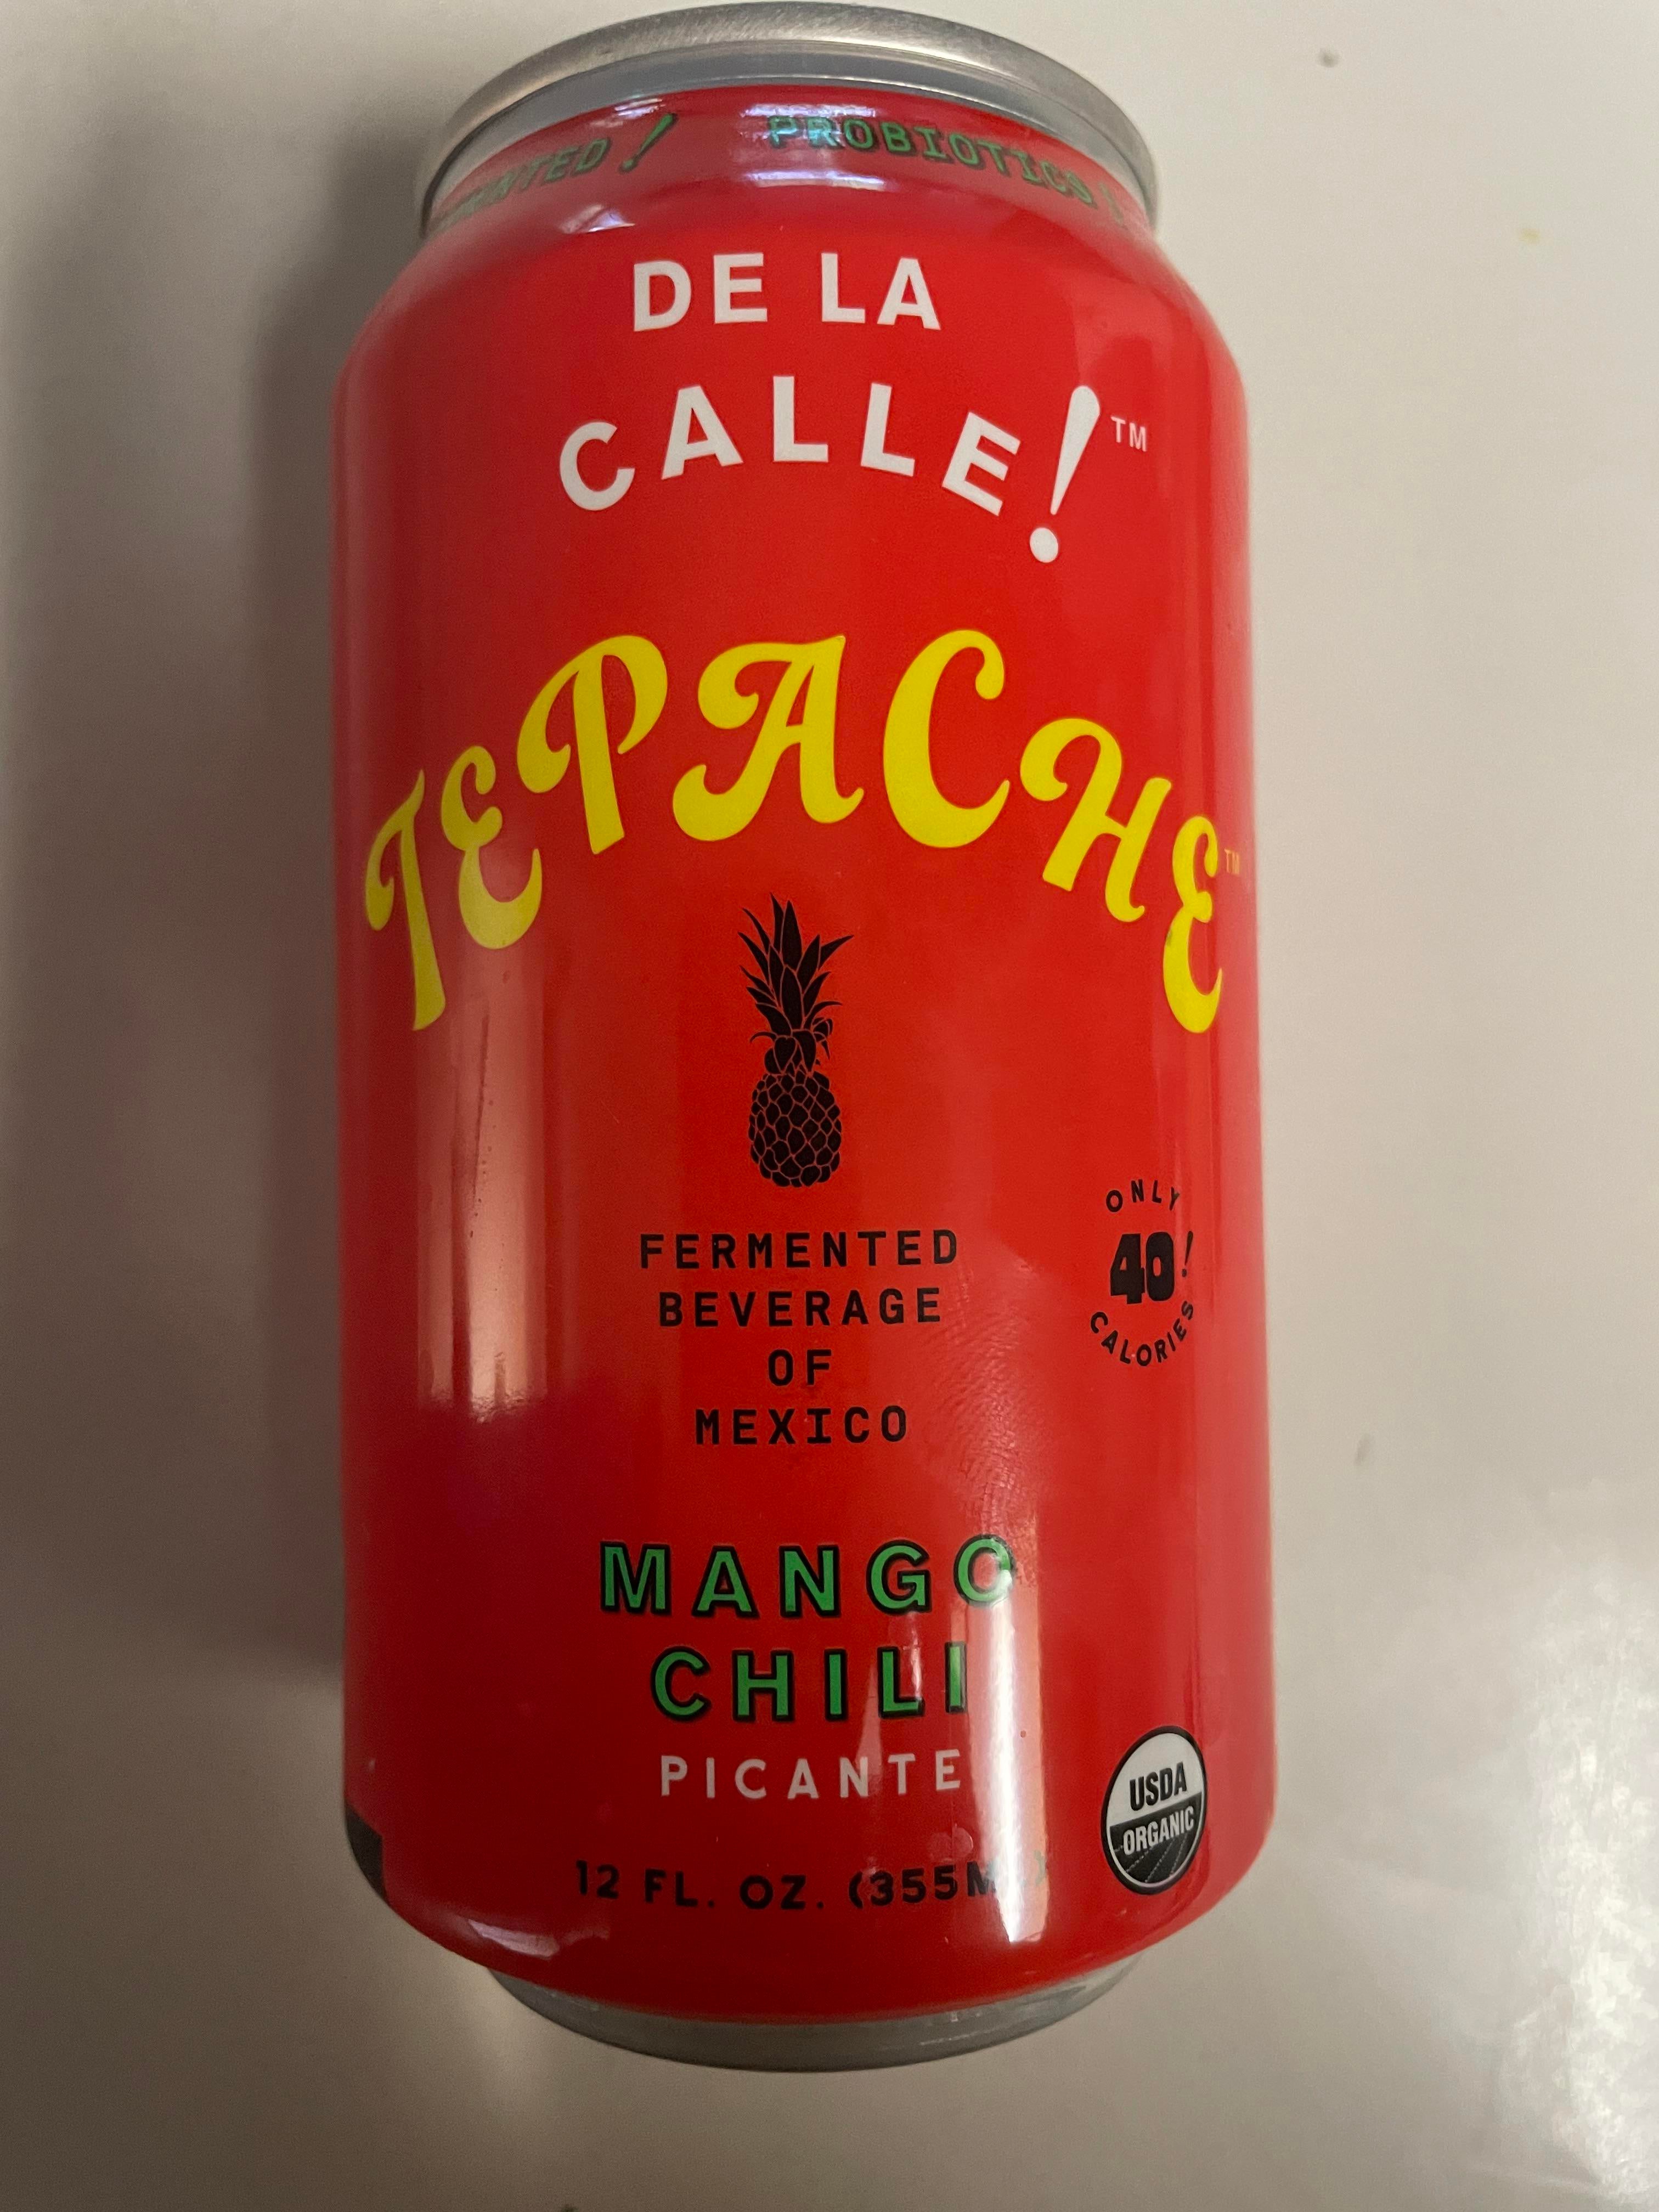 PROBIOTICS!
DE LA
CALLE!™
TEPACHE™
FERMENTED
BEVERAGE
OF
MEXICO
ONLY
40!
CALORIES
MANGO
CHILI
PICANTE
USDA
ORGANIC
12 FL. OZ. (355M